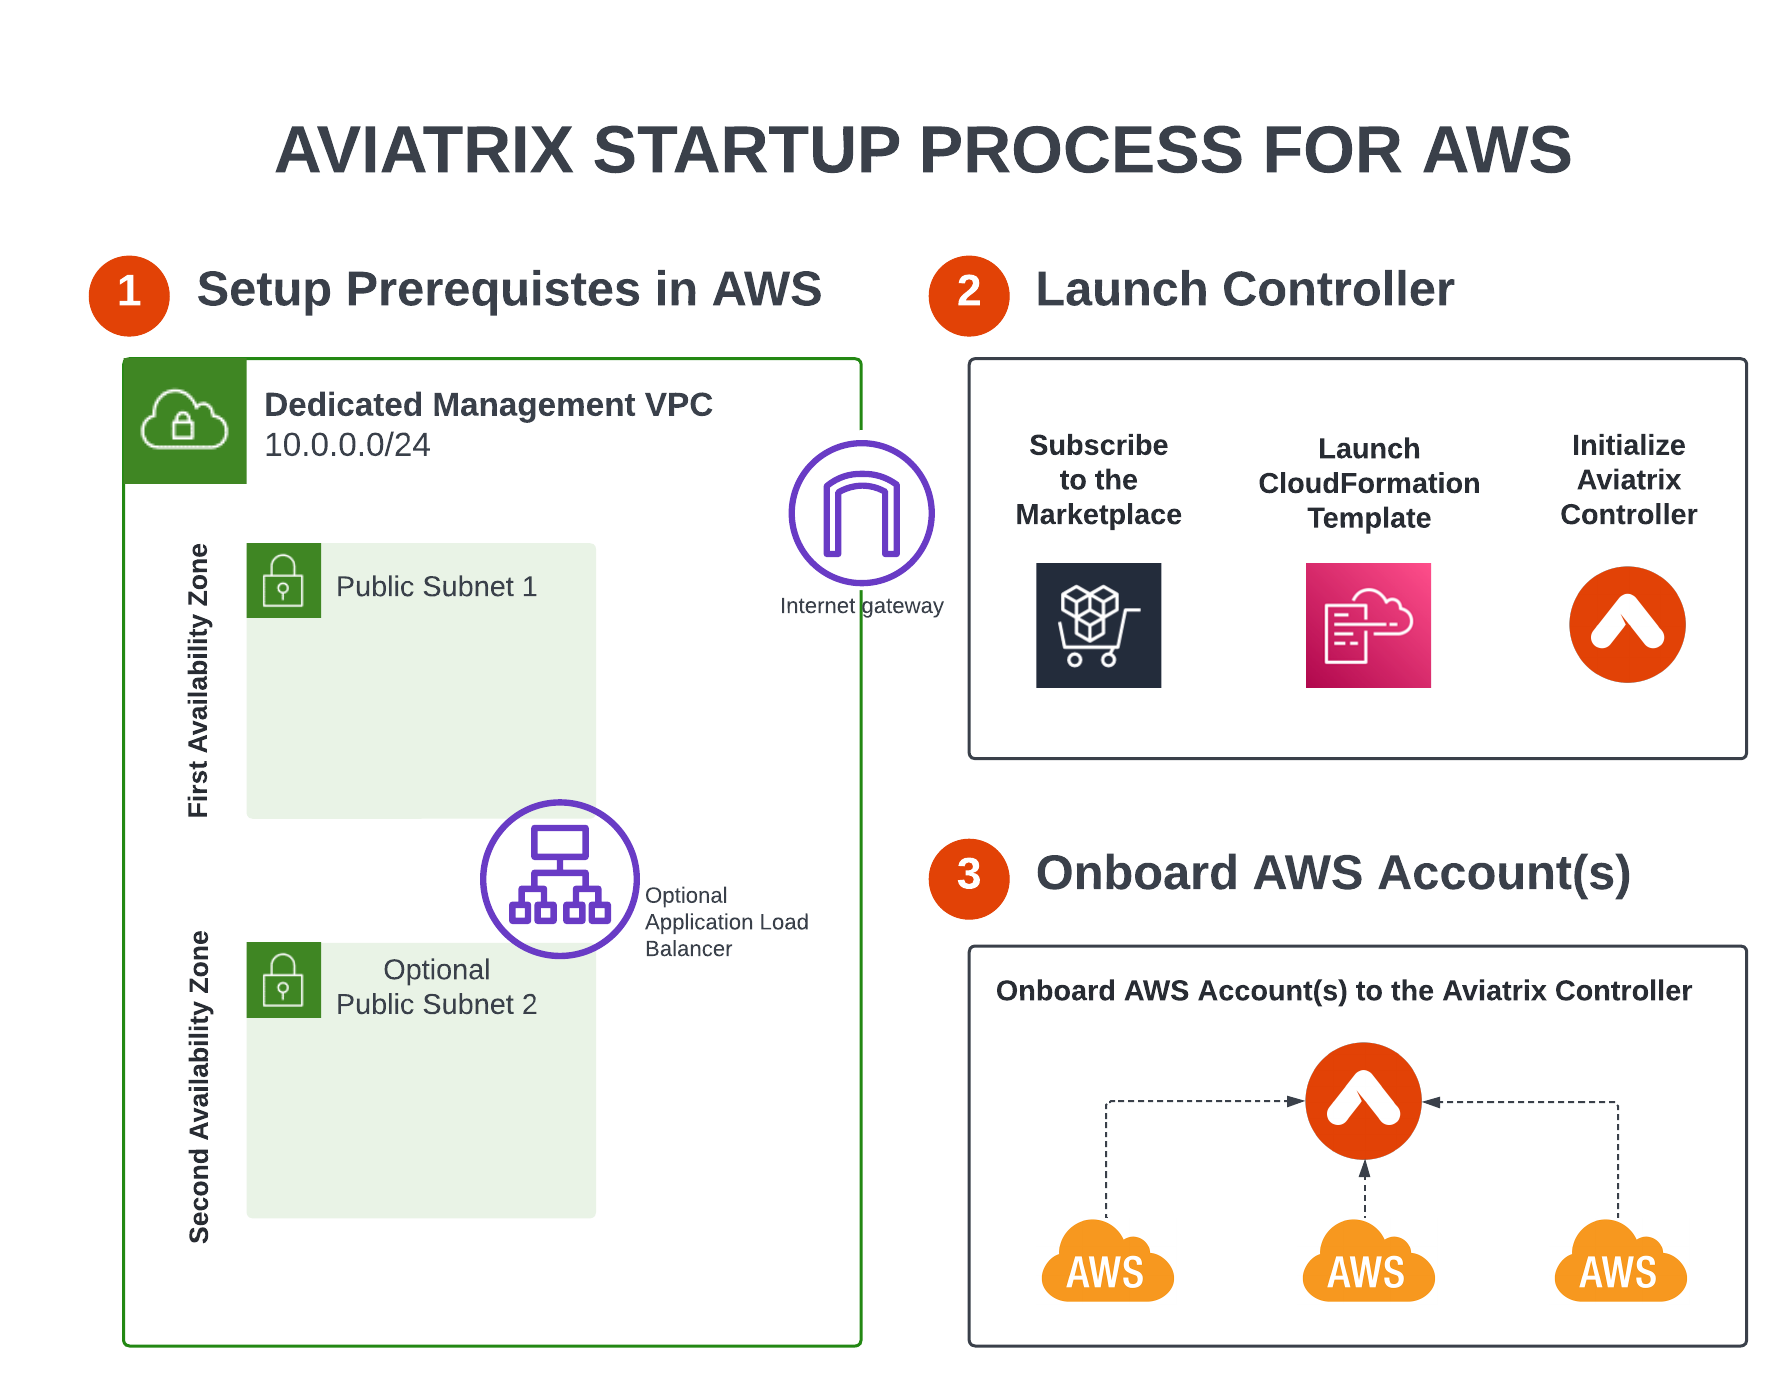 AVIATRIX STARTUP PROCESS FOR AWS
1
Setup Prerequistes in AWS
Dedicated Management VPC
10.0.0.0/24
Internet gateway
First Availability Zone
Public Subnet 1
Optional
Application Load
Balancer
Second Availability Zone
Optional
Public Subnet 2
2
Launch Controller
Subscribe
to the
Marketplace
Launch
CloudFormation
Template
Initialize
Aviatrix
Controller
3
Onboard AWS Account(s)
Onboard AWS Account(s) to the Aviatrix Controller
AWS
AWS
AWS